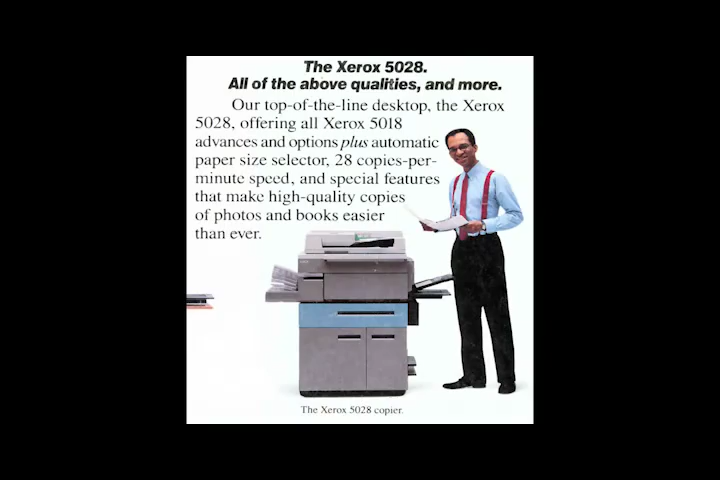 The Xerox 5028.
All of the above qualities, and more.
Our top-of-the-line desktop, the Xerox
5028, offering all Xerox 5018
advances and options plus automatic
paper size selector, 28 copies-per-
minute speed, and special features
that make high-quality copies
of photos and books easier
than ever.
The Xerox 5028 copier.